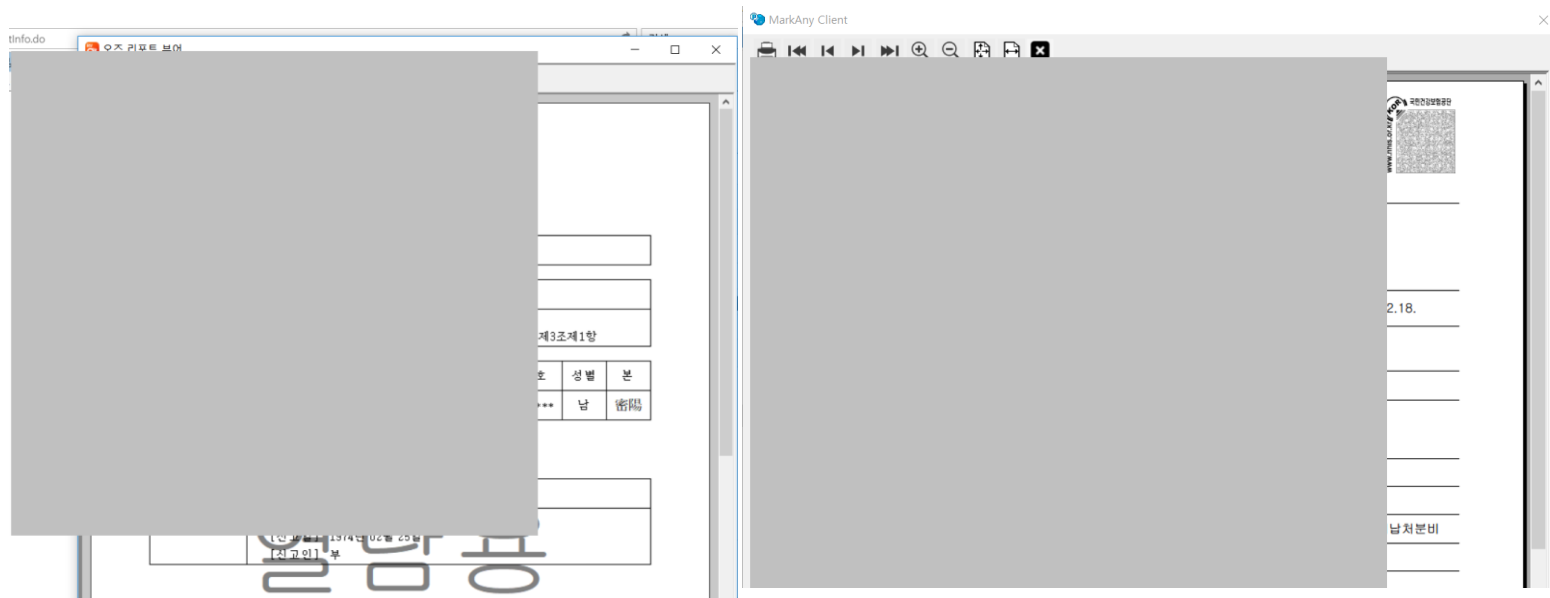 tInfo.do
오즈 리포트 뷰어
제3조제1항
호 성별 본
*** 남 密陽
[신고일] 1974년 02월 25일
[신고인] 부
열람용
MarkAny Client
국민건강보험공단
www.nhis.or.kr
2.18.
납처분비